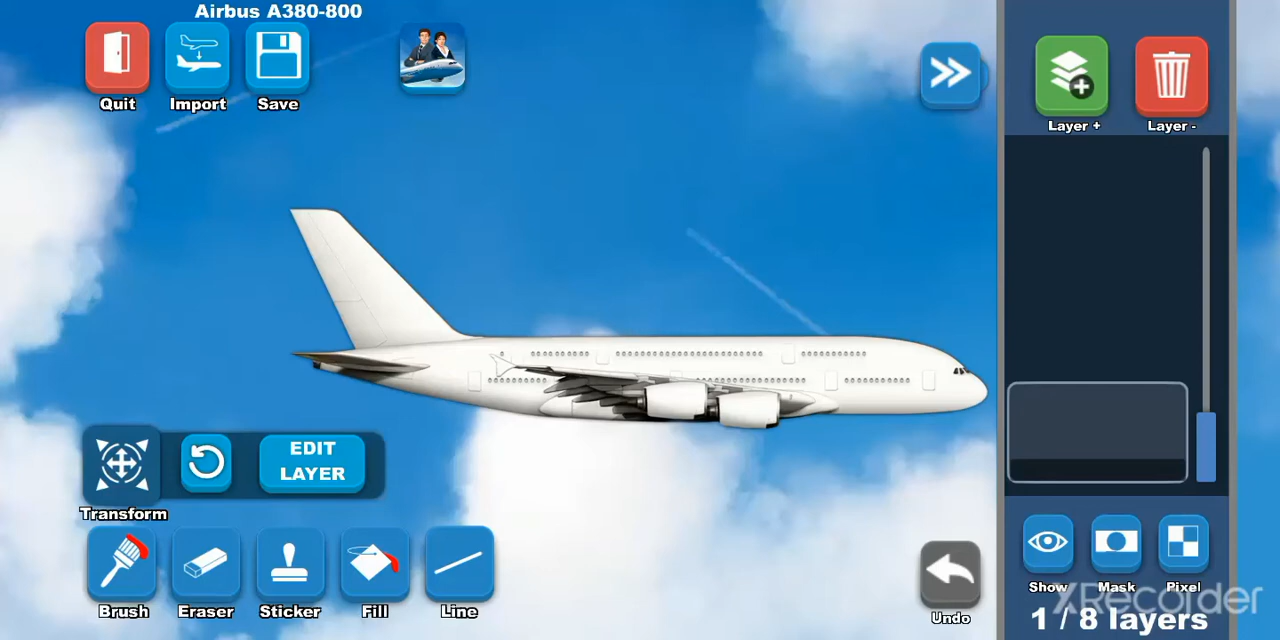 Airbus A380-800
Quit
Import
Save
Layer +
Layer -
EDIT
LAYER
Transform
Brush
Eraser
Sticker
Fill
Line
Undo
Show
Mask
Pixel
XRecorder
1 / 8 layers